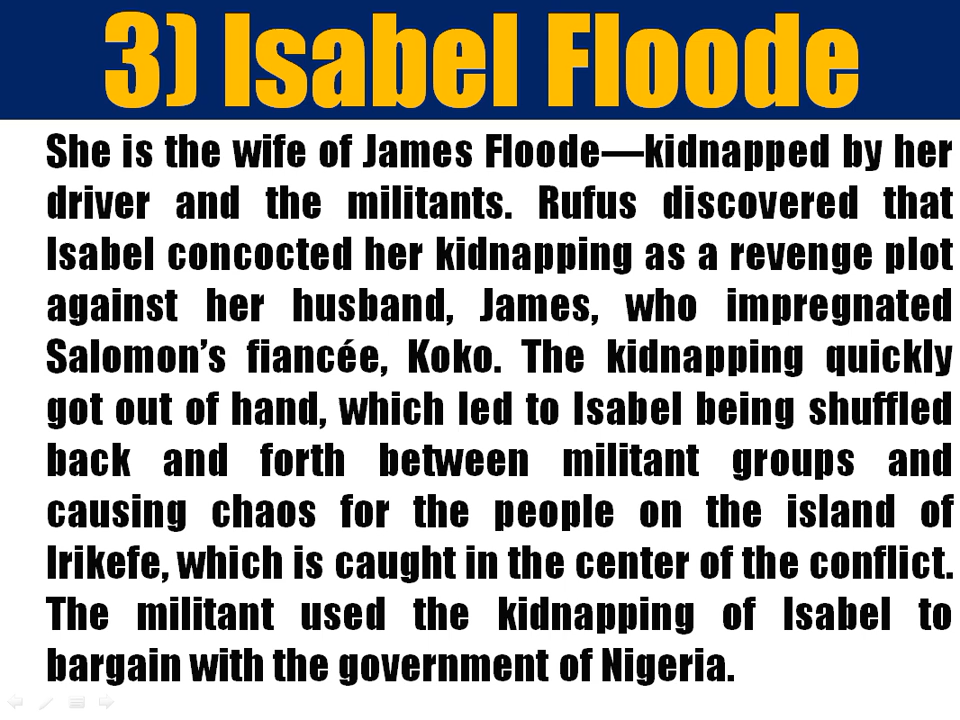 3) Isabel Floode
She is the wife of James Floode—kidnapped by her
driver and the militants. Rufus discovered that
Isabel concocted her kidnapping as a revenge plot
against her husband, James, who impregnated
Salomon’s fiancée, Koko. The kidnapping quickly
got out of hand, which led to Isabel being shuffled
back and forth between militant groups and
causing chaos for the people on the island of
Irikefe, which is caught in the center of the conflict.
The militant used the kidnapping of Isabel to
bargain with the government of Nigeria.